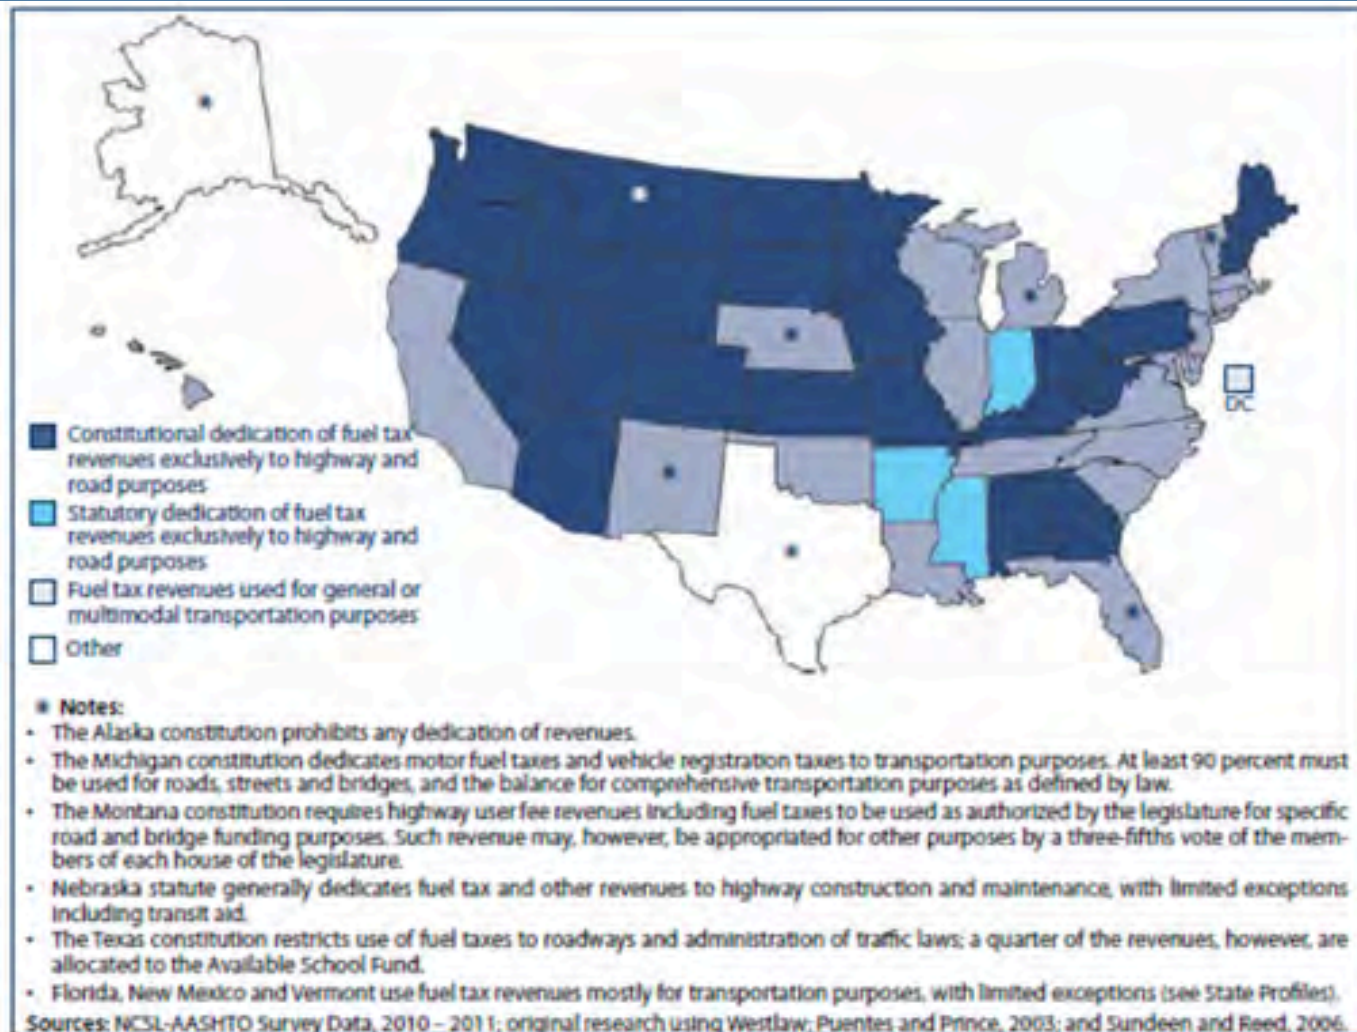 DC
Constitutional dedication of fuel tax
revenues exclusively to highway and
road purposes
Statutory dedication of fuel tax
revenues exclusively to highway and
road purposes
Fuel tax revenues used for general or
multimodal transportation purposes
Other
* Notes:
• The Alaska constitution prohibits any dedication of revenues.
• The Michigan constitution dedicates motor fuel taxes and vehicle registration taxes to transportation purposes. At least 90 percent must
be used for roads, streets and bridges, and the balance for comprehensive transportation purposes as defined by law.
• The Montana constitution requires highway user fee revenues including fuel taxes to be used as authorized by the legislature for specific
road and bridge funding purposes. Such revenue may, however, be appropriated for other purposes by a three-fifths vote of the mem-
bers of each house of the legislature.
• Nebraska statute generally dedicates fuel tax and other revenues to highway construction and maintenance, with limited exceptions
including transit aid.
• The Texas constitution restricts use of fuel taxes to roadways and administration of traffic laws; a quarter of the revenues, however, are
allocated to the Available School Fund.
• Florida, New Mexico and Vermont use fuel tax revenues mostly for transportation purposes, with limited exceptions (see State Profiles).
Sources: NCSL-AASHTO Survey Data, 2010 – 2011; original research using Westlaw; Puentes and Prince, 2003; and Sundeen and Reed, 2006.